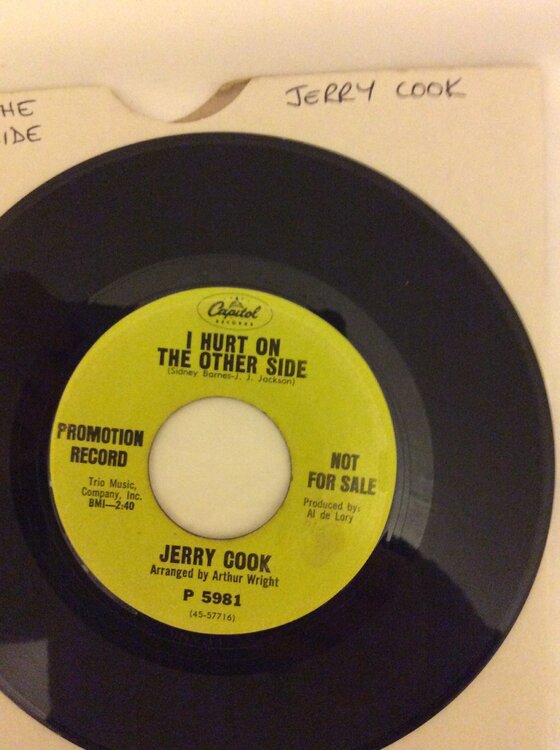 HE
IDE
JERRY COOK
Capitol
RECORDS
I HURT ON
THE OTHER SIDE
(Sidney Barnes-J. J. Jackson)
PROMOTION
RECORD
Trio Music,
Company, Inc.
BMI—2:40
NOT
FOR SALE
Produced by:
Al de Lory
JERRY COOK
Arranged by Arthur Wright
P 5981
(45-57716)